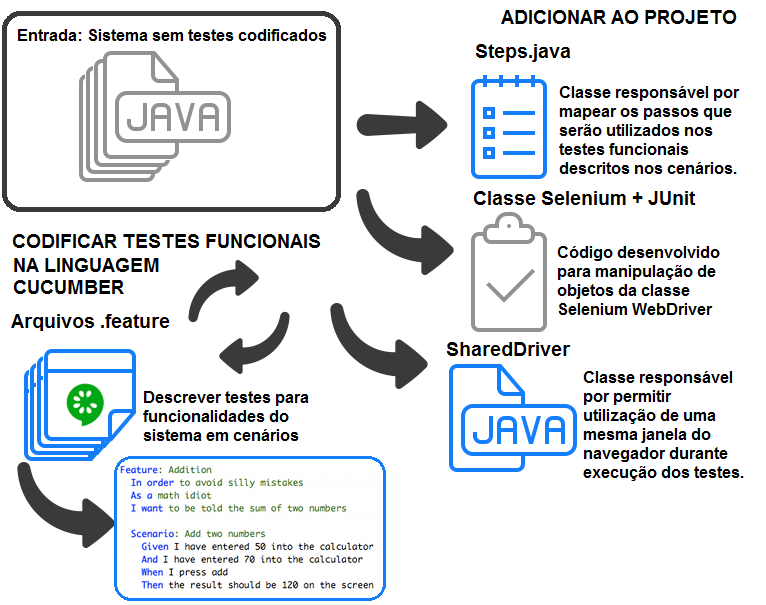 Entrada: Sistema sem testes codificados
JAVA
ADICIONAR AO PROJETO
Steps.java
Classe responsável por
mapear os passos que
serão utilizados nos
testes funcionais
descritos nos cenários.
Classe Selenium + JUnit
Código desenvolvido
para manipulação de
objetos da classe
Selenium WebDriver
SharedDriver
JAVA
Classe responsável
por permitir
utilização de uma
mesma janela do
navegador durante
execução dos testes.
CODIFICAR TESTES FUNCIONAIS
NA LINGUAGEM
CUCUMBER
Arquivos .feature
Descrever testes para
funcionalidades do
sistema em cenários
Feature: Addition
In order to avoid silly mistakes
As a math idiot
I want to be told the sum of two numbers
Scenario: Add two numbers
Given I have entered 50 into the calculator
And I have entered 70 into the calculator
When I press add
Then the result should be 120 on the screen